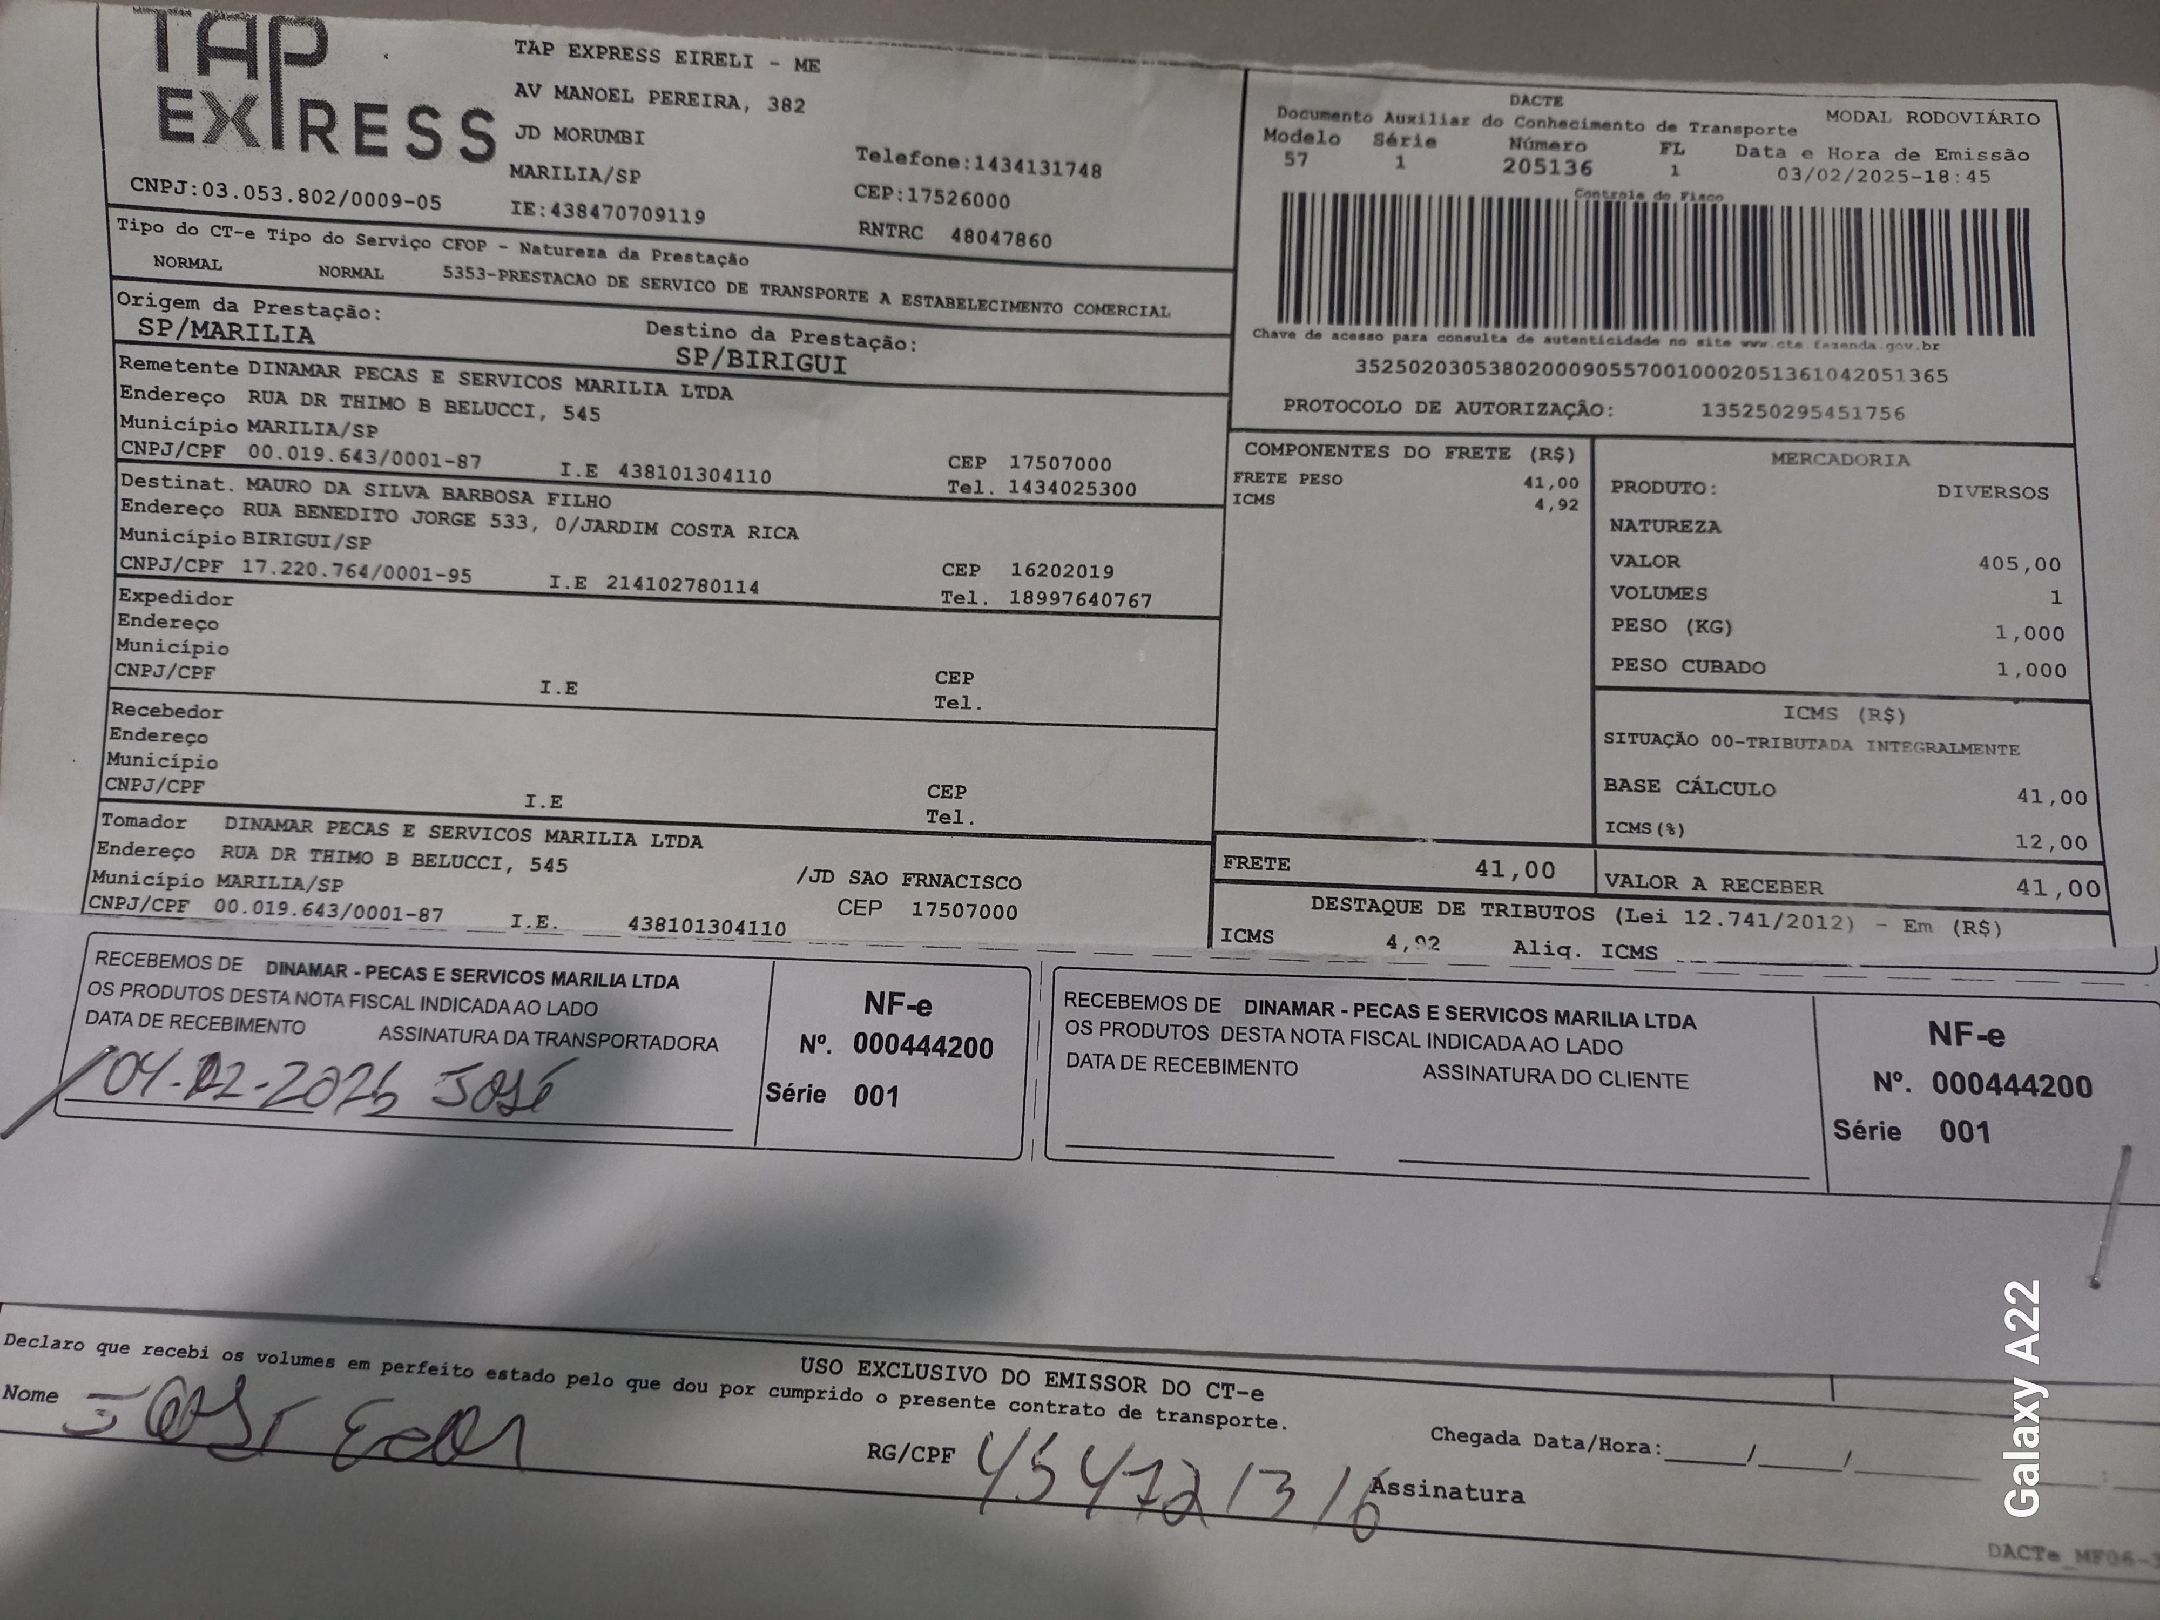 TAP EXPRESS
TAP EXPRESS EIRELI - ME
AV MANOEL PEREIRA, 382
JD MORUMBI
MARILIA/SP
IE:438470709119
Telefone:1434131748
CEP:17526000
RNTRC 48047860
CNPJ:03.053.802/0009-05
DACTE
MODAL RODOVIÁRIO
Documento Auxiliar do Conhecimento de Transporte
Modelo Série Número FL Data e Hora de Emissão
57 1 205136 1 03/02/2025-18:45
Controle do Fisco
Chave de acesso para consulta de autenticidade no site www.cte.fazenda.gov.br
35250203053802000905570010002051361042051365
PROTOCOLO DE AUTORIZAÇÃO: 135250295451756
Tipo do CT-e Tipo do Serviço CFOP - Natureza da Prestação
NORMAL NORMAL 5353-PRESTACAO DE SERVICO DE TRANSPORTE A ESTABELECIMENTO COMERCIAL
Origem da Prestação: Destino da Prestação:
SP/MARILIA SP/BIRIGUI
Remetente DINAMAR PECAS E SERVICOS MARILIA LTDA
Endereço RUA DR THIMO B BELUCCI, 545
Município MARILIA/SP
CNPJ/CPF 00.019.643/0001-87 I.E 438101304110
CEP 17507000
Tel. 1434025300
Destinat. MAURO DA SILVA BARBOSA FILHO
Endereço RUA BENEDITO JORGE 533, 0/JARDIM COSTA RICA
Município BIRIGUI/SP
CNPJ/CPF 17.220.764/0001-95 I.E 214102780114
CEP 16202019
Tel. 18997640767
Expedidor
Endereço
Município
CNPJ/CPF I.E CEP
Tel.
Recebedor
Endereço
Município
CNPJ/CPF I.E CEP
Tel.
Tomador DINAMAR PECAS E SERVICOS MARILIA LTDA
Endereço RUA DR THIMO B BELUCCI, 545 /JD SAO FRNACISCO
Município MARILIA/SP CEP 17507000
CNPJ/CPF 00.019.643/0001-87 I.E. 438101304110
COMPONENTES DO FRETE (R$)
FRETE PESO 41,00
ICMS 4,92
MERCADORIA
PRODUTO: DIVERSOS
NATUREZA
VALOR 405,00
VOLUMES 1
PESO (KG) 1,000
PESO CUBADO 1,000
ICMS (R$)
SITUAÇÃO 00-TRIBUTADA INTEGRALMENTE
BASE CÁLCULO 41,00
ICMS(%) 12,00
FRETE 41,00 VALOR A RECEBER 41,00
DESTAQUE DE TRIBUTOS (Lei 12.741/2012) - Em (R$)
ICMS 4,92 Aliq. ICMS
RECEBEMOS DE DINAMAR - PECAS E SERVICOS MARILIA LTDA
OS PRODUTOS DESTA NOTA FISCAL INDICADA AO LADO
DATA DE RECEBIMENTO ASSINATURA DA TRANSPORTADORA
04-02-2025 José
NF-e
Nº. 000444200
Série 001
RECEBEMOS DE DINAMAR - PECAS E SERVICOS MARILIA LTDA
OS PRODUTOS DESTA NOTA FISCAL INDICADA AO LADO
DATA DE RECEBIMENTO ASSINATURA DO CLIENTE
NF-e
Nº. 000444200
Série 001
USO EXCLUSIVO DO EMISSOR DO CT-e
Declaro que recebi os volumes em perfeito estado pelo que dou por cumprido o presente contrato de transporte.
Nome
RG/CPF 454721316
Chegada Data/Hora: / /
Assinatura
Galaxy A22